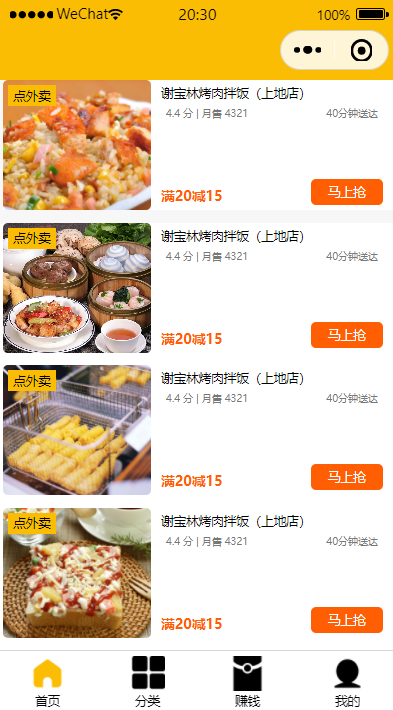 WeChat 20:30 100%
点外卖
谢宝林烤肉拌饭（上地店）
4.4 分 | 月售 4321 40分钟送达
满20减15 马上抢
点外卖
谢宝林烤肉拌饭（上地店）
4.4 分 | 月售 4321 40分钟送达
满20减15 马上抢
点外卖
谢宝林烤肉拌饭（上地店）
4.4 分 | 月售 4321 40分钟送达
满20减15 马上抢
点外卖
谢宝林烤肉拌饭（上地店）
4.4 分 | 月售 4321 40分钟送达
满20减15 马上抢
首页 分类 赚钱 我的